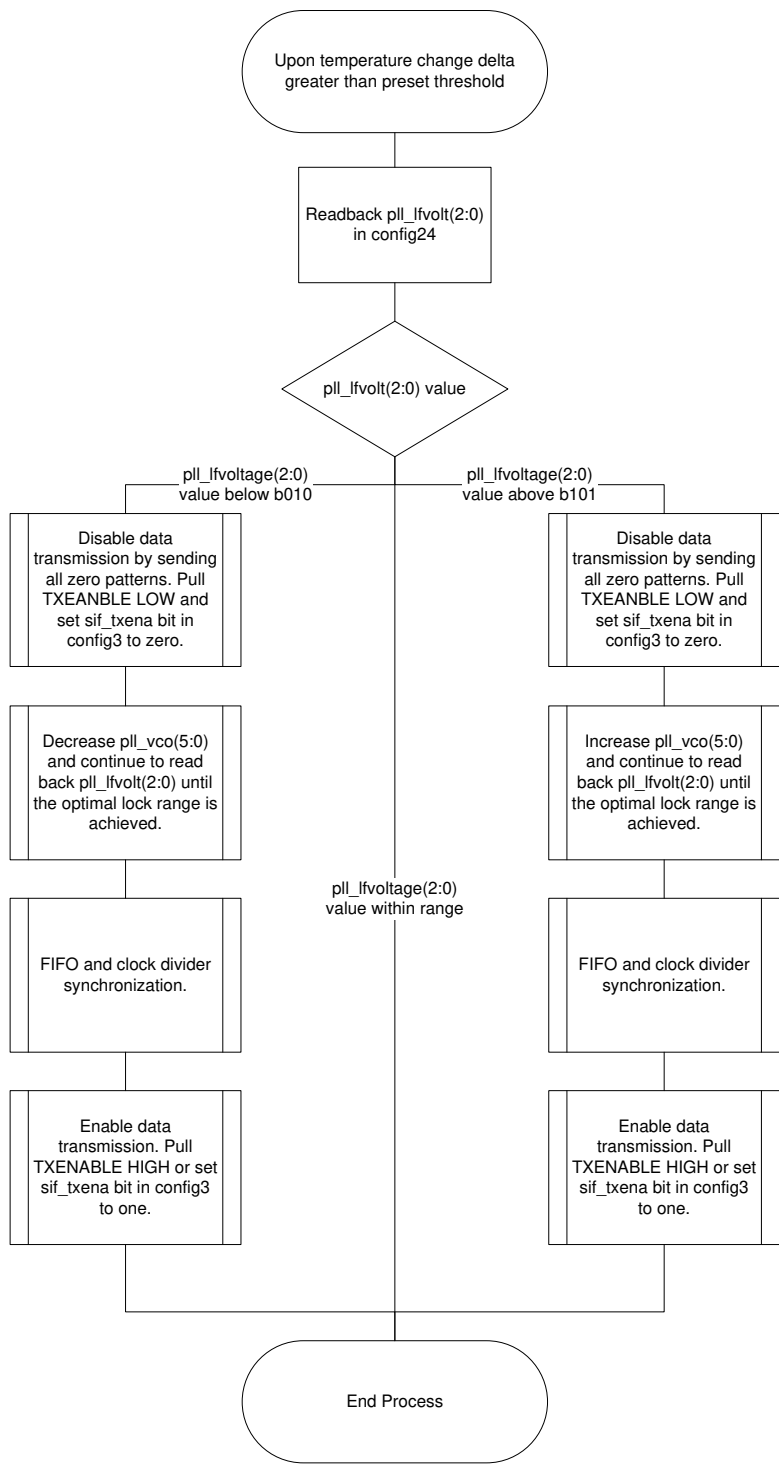 Upon temperature change delta
greater than preset threshold
Readback pll_lfvolt(2:0)
in config24
pll_lfvolt(2:0) value
pll_lfvoltage(2:0)
value below b010
pll_lfvoltage(2:0)
value above b101
Disable data
transmission by sending
all zero patterns. Pull
TXEANBLE LOW and
set sif_txena bit in
config3 to zero.
Disable data
transmission by sending
all zero patterns. Pull
TXEANBLE LOW and
set sif_txena bit in
config3 to zero.
Decrease pll_vco(5:0)
and continue to read
back pll_lfvolt(2:0) until
the optimal lock range is
achieved.
Increase pll_vco(5:0)
and continue to read
back pll_lfvolt(2:0) until
the optimal lock range is
achieved.
pll_lfvoltage(2:0)
value within range
FIFO and clock divider
synchronization.
FIFO and clock divider
synchronization.
Enable data
transmission. Pull
TXENABLE HIGH or set
sif_txena bit in config3
to one.
Enable data
transmission. Pull
TXENABLE HIGH or set
sif_txena bit in config3
to one.
End Process